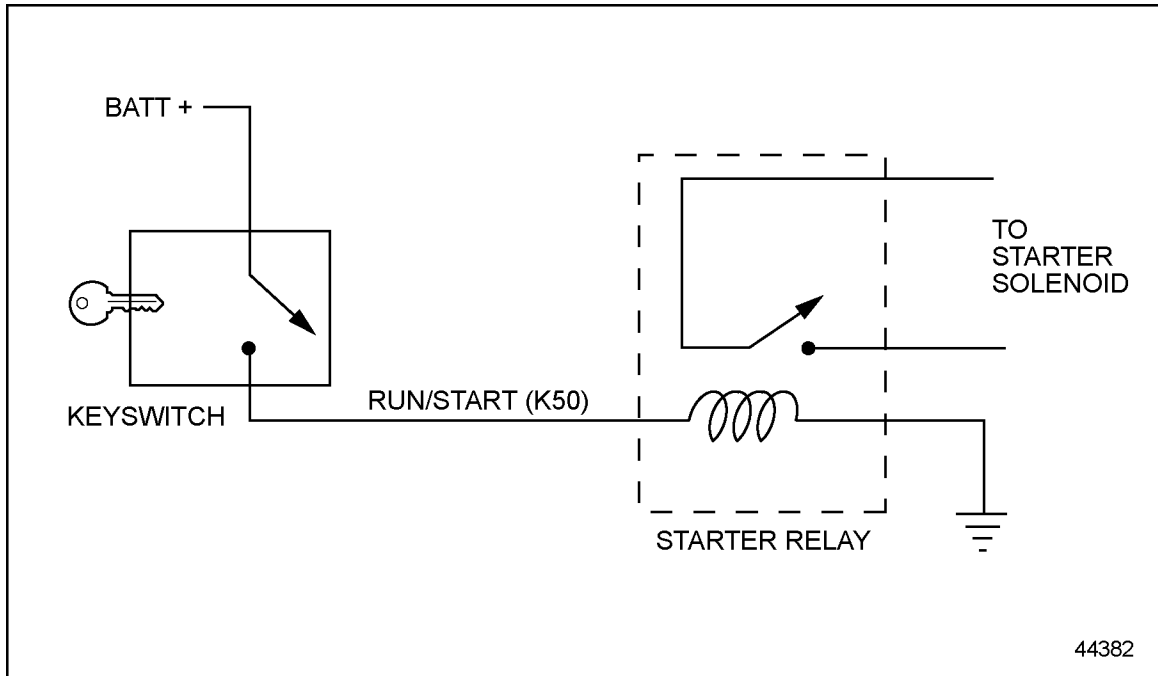 BATT +
KEYSWITCH
RUN/START (K50)
TO
STARTER
SOLENOID
STARTER RELAY
44382